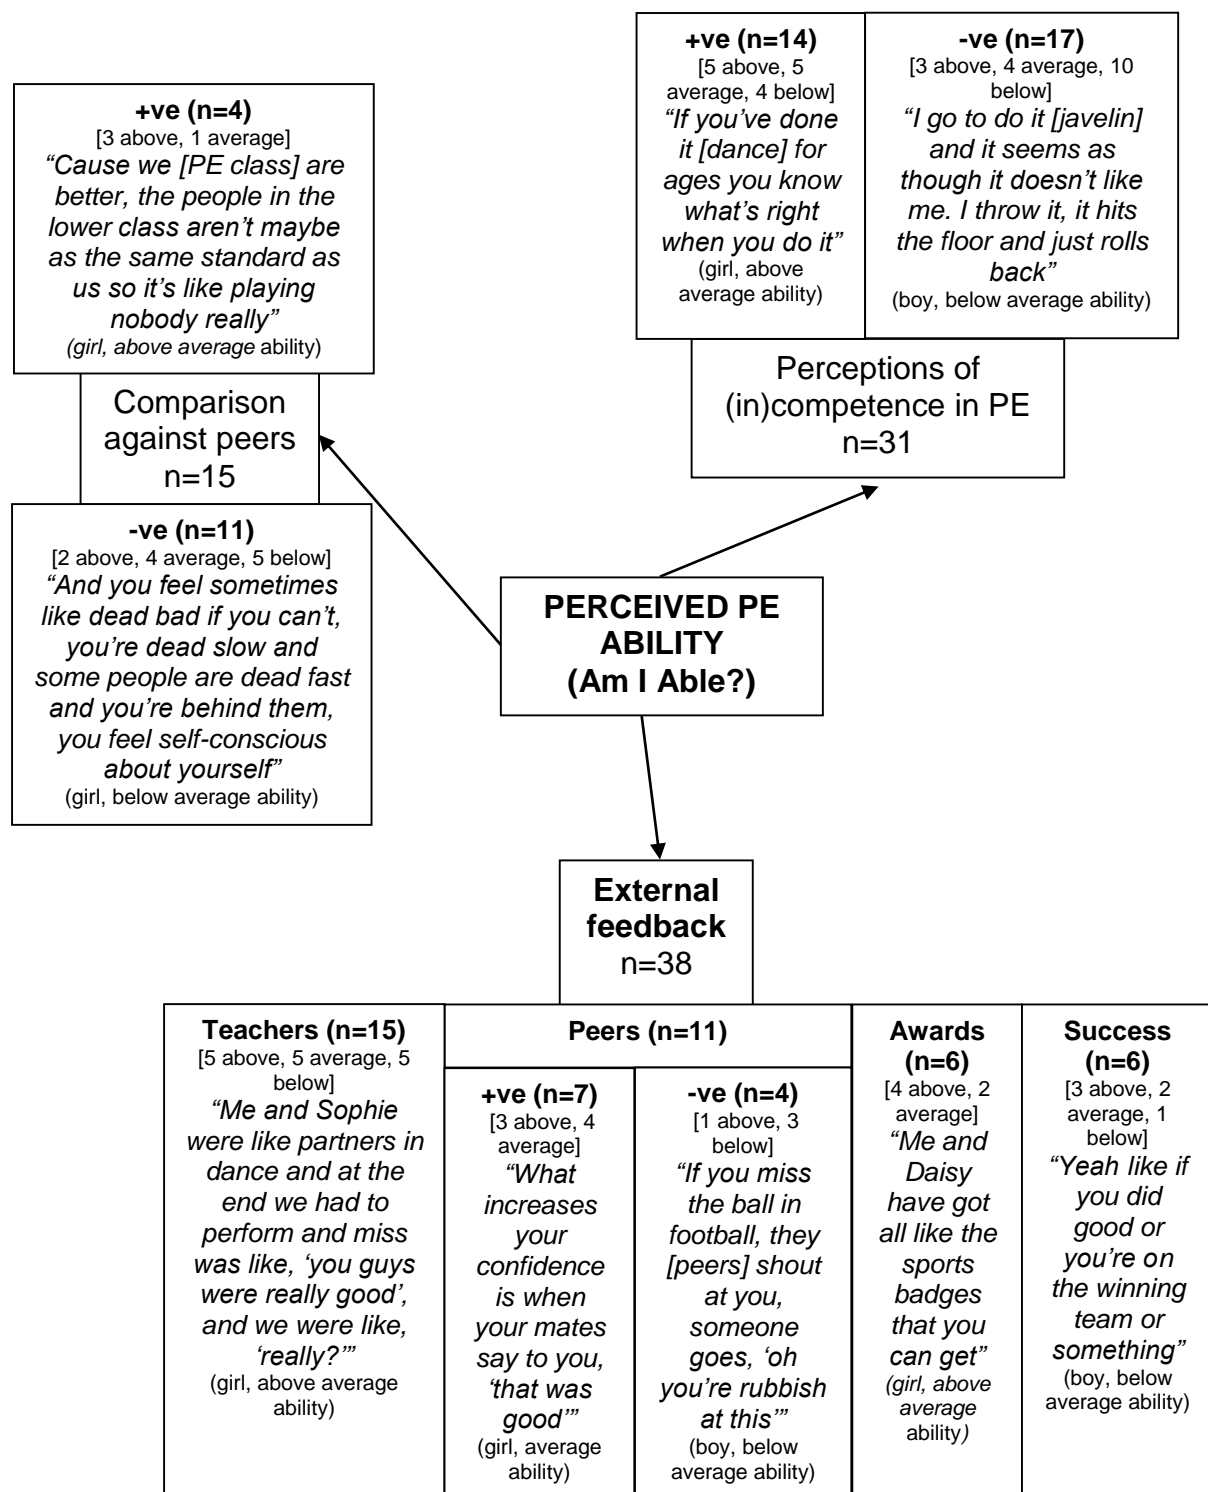 +ve (n=4)
[3 above, 1 average]
“Cause we [PE class] are
better, the people in the
lower class aren’t maybe
as the same standard as
us so it’s like playing
nobody really”
(girl, above average ability)
Comparison
against peers
n=15
-ve (n=11)
[2 above, 4 average, 5 below]
“And you feel sometimes
like dead bad if you can’t,
you’re dead slow and
some people are dead fast
and you’re behind them,
you feel self-conscious
about yourself”
(girl, below average ability)
+ve (n=14)
[5 above, 5
average, 4 below]
“If you’ve done
it [dance] for
ages you know
what’s right
when you do it”
(girl, above
average ability)
-ve (n=17)
[3 above, 4 average, 10
below]
“I go to do it [javelin]
and it seems as
though it doesn’t like
me. I throw it, it hits
the floor and just rolls
back”
(boy, below average ability)
Perceptions of
(in)competence in PE
n=31
PERCEIVED PE
ABILITY
(Am I Able?)
External
feedback
n=38
Teachers (n=15)
[5 above, 5 average, 5
below]
“Me and Sophie
were like partners in
dance and at the
end we had to
perform and miss
was like, ‘you guys
were really good’,
and we were like,
‘really?’”
(girl, above average
ability)
Peers (n=11)
+ve (n=7)
[3 above, 4
average]
“What
increases
your
confidence
is when
your mates
say to you,
‘that was
good’”
(girl, average
ability)
-ve (n=4)
[1 above, 3
below]
“If you miss
the ball in
football, they
[peers] shout
at you,
someone
goes, ‘oh
you’re rubbish
at this’”
(boy, below
average ability)
Awards
(n=6)
[4 above, 2
average]
“Me and
Daisy
have got
all like the
sports
badges
that you
can get”
(girl, above
average
ability)
Success
(n=6)
[3 above, 2
average, 1
below]
“Yeah like if
you did
good or
you’re on
the winning
team or
something”
(boy, below
average ability)